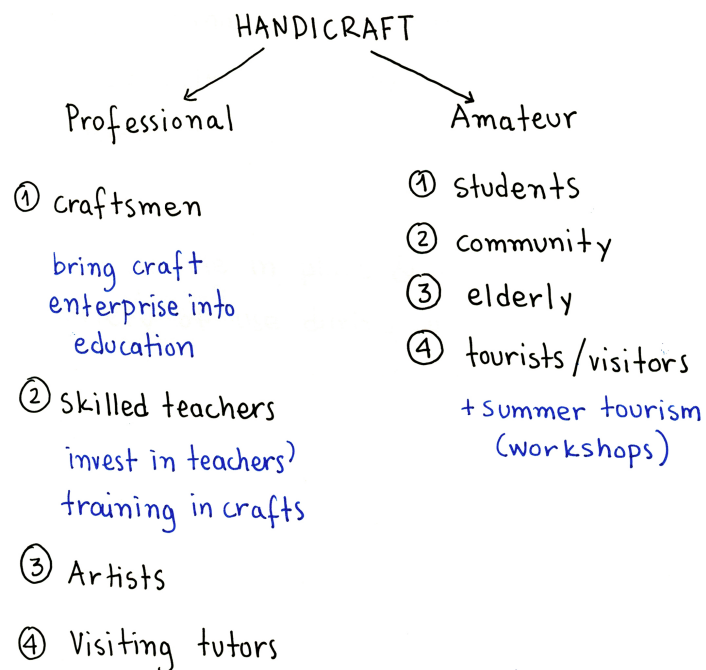 HANDICRAFT
Professional
① craftsmen
bring craft
enterprise into
education
② skilled teachers
invest in teachers'
training in crafts
③ Artists
④ Visiting tutors
Amateur
① students
② community
③ elderly
④ tourists/visitors
+ summer tourism
(workshops)